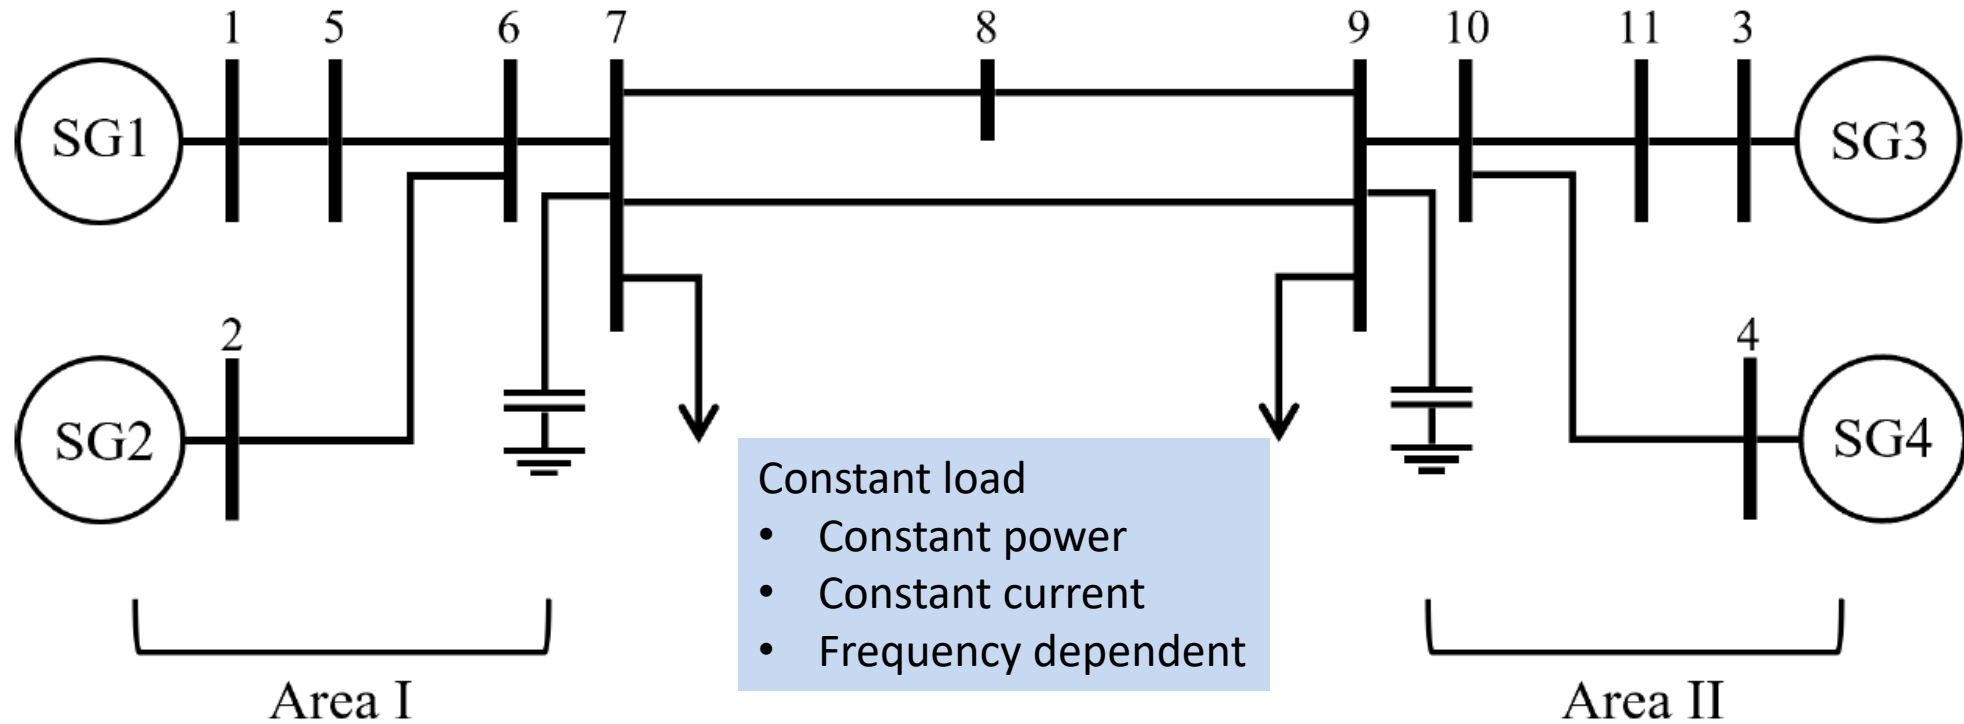 1 5 6 7 8 9 10 11 3
SG1 SG3
2 4
SG2 SG4
Constant load
• Constant power
• Constant current
• Frequency dependent
Area I Area II